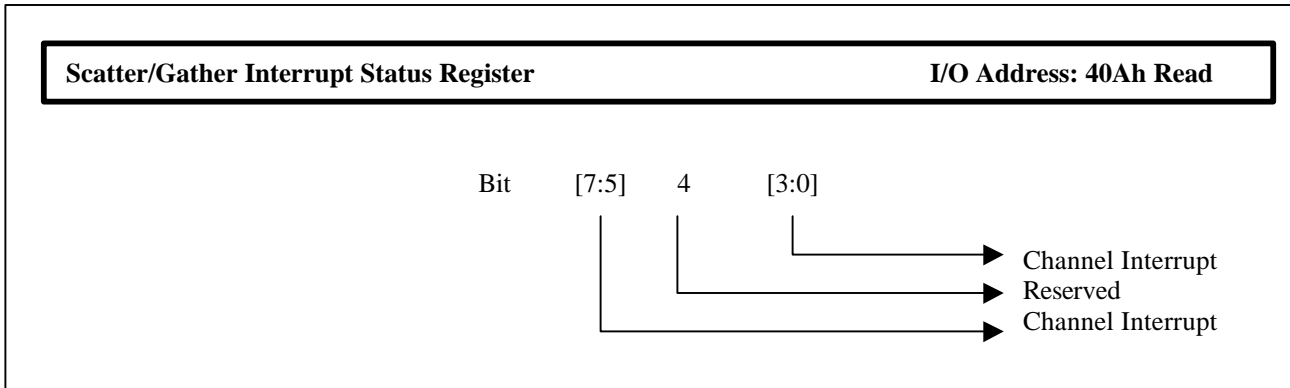 Scatter/Gather Interrupt Status Register I/O Address: 40Ah Read
Bit [7:5] 4 [3:0]
Channel Interrupt
Reserved
Channel Interrupt